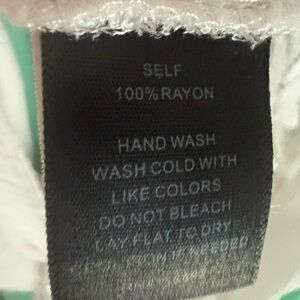 SELF
100% RAYON
HAND WASH
WASH COLD WITH
LIKE COLORS
DO NOT BLEACH
LAY FLAT TO DRY
IF NEEDED